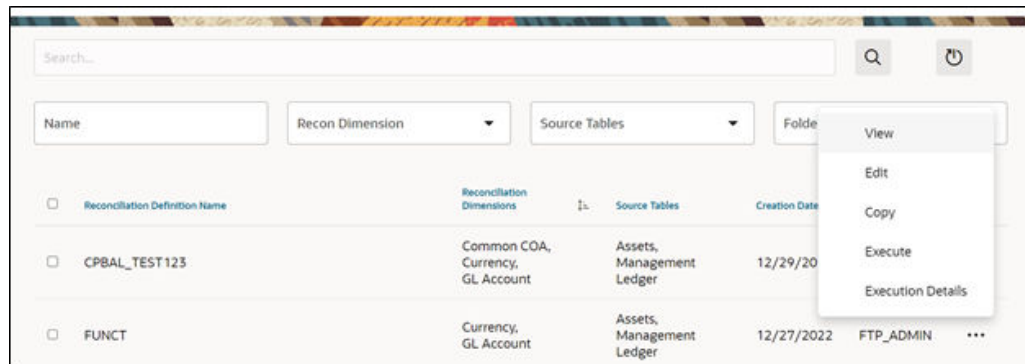 Search...
Name
Recon Dimension
Source Tables
Folde
View
Edit
Copy
Execute
Execution Details
Reconciliation Definition Name
Reconciliation
Dimensions
Source Tables
Creation Date
CPBAL_TEST123
Common COA,
Currency,
GL Account
Assets,
Management
Ledger
12/29/20
FUNCT
Currency,
GL Account
Assets,
Management
Ledger
12/27/2022
FTP_ADMIN
...